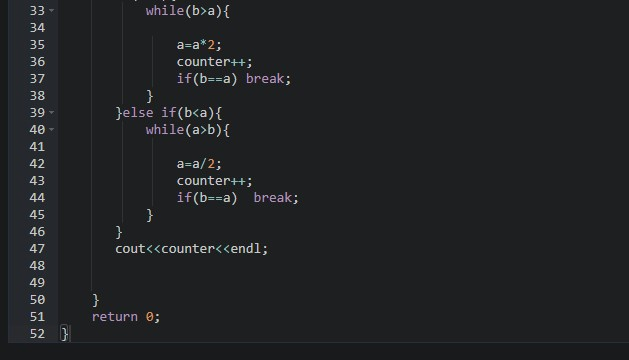 33 while(b>a){
34
35 a=a*2;
36 counter++;
37 if(b==a) break;
38 }
39 }else if(b<a){
40 while(a>b){
41
42 a=a/2;
43 counter++;
44 if(b==a)  break;
45 }
46 }
47 cout<<counter<<endl;
48
49
50 }
51 return 0;
52 }